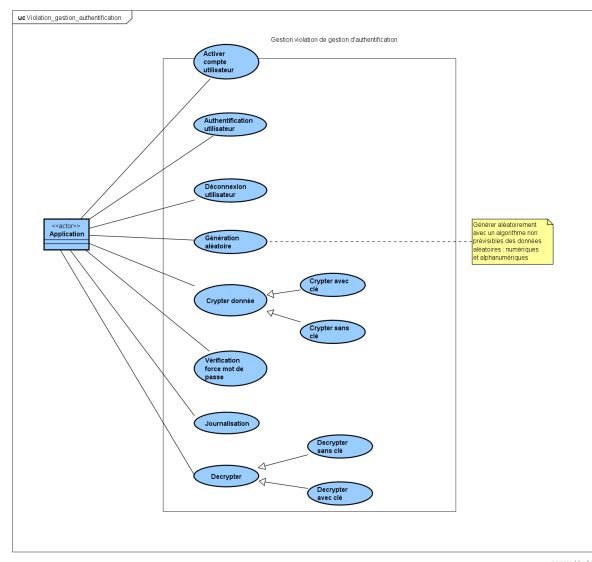 uc Violation_gestion_authentification
Gestion violation de gestion d'authentification
Activer
compte
utilisateur
Authentification
utilisateur
Déconnexion
utilisateur
<<actor>>
Application
Génération
aléatoire
Générer aléatoirement
avec un algorithme non
prévisibles des données
aléatoires : numériques
et alphanumériques
Crypter donnée
Crypter avec
clé
Crypter sans
clé
Vérification
force mot de
passe
Journalisation
Decrypter
Decrypter
sans clé
Decrypter
avec clé